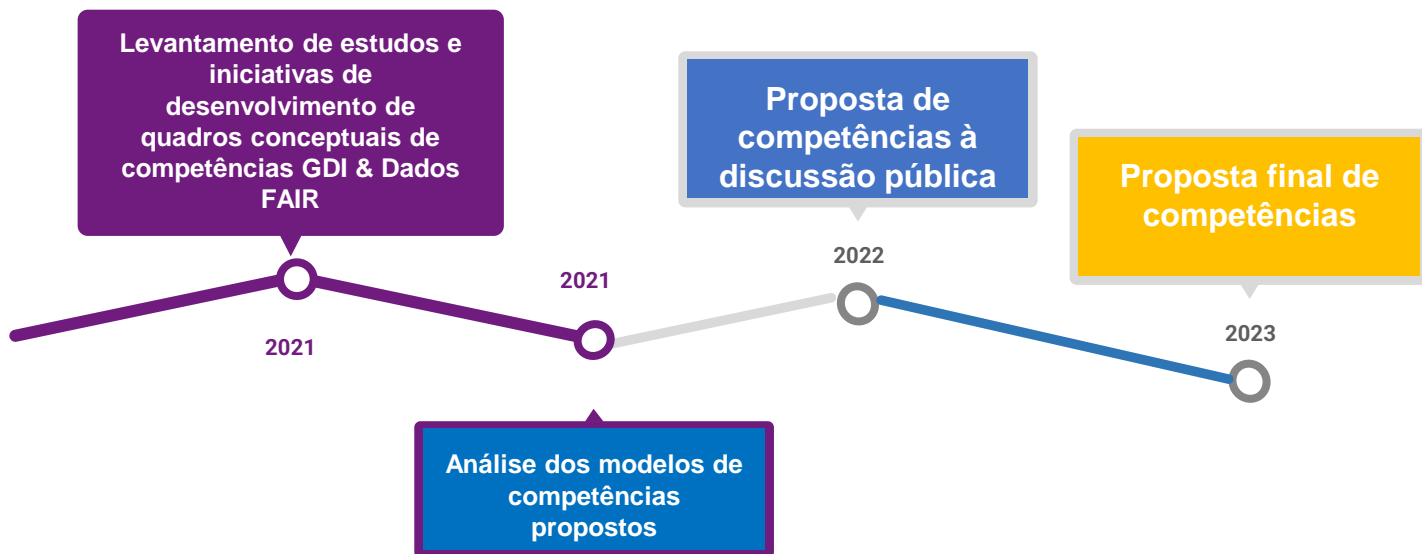 Levantamento de estudos e
iniciativas de
desenvolvimento de
quadros conceptuais de
competências GDI & Dados
FAIR
2021
2021
Análise dos modelos de
competências
propostos
Proposta de
competências à
discussão pública
2022
Proposta final de
competências
2023